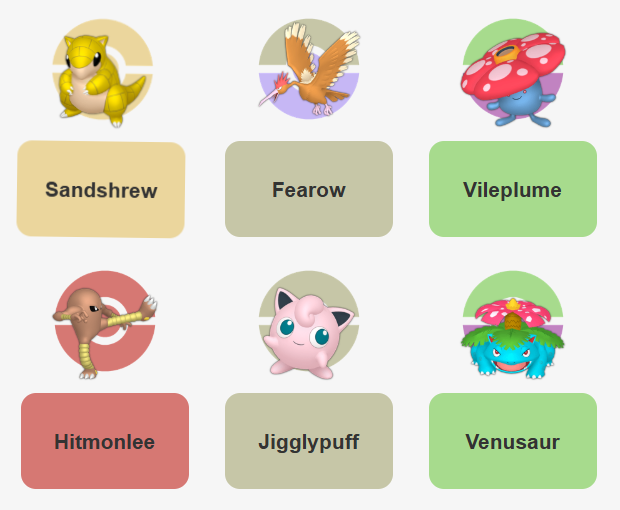 Sandshrew
Fearow
Vileplume
Hitmonlee
Jigglypuff
Venusaur